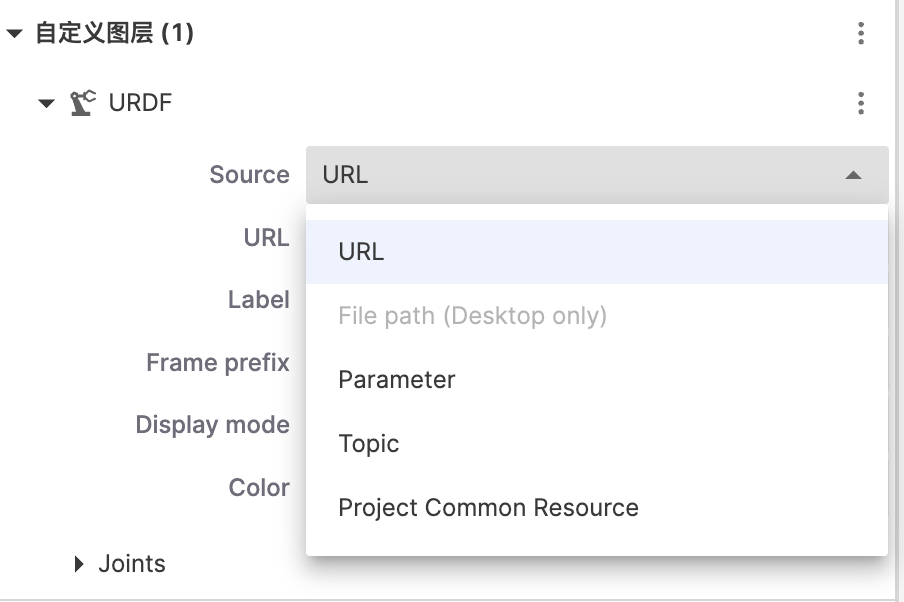 自定义图层 (1)
URDF
Source URL
URL
URL
Label
File path (Desktop only)
Frame prefix
Parameter
Display mode
Topic
Color
Project Common Resource
Joints